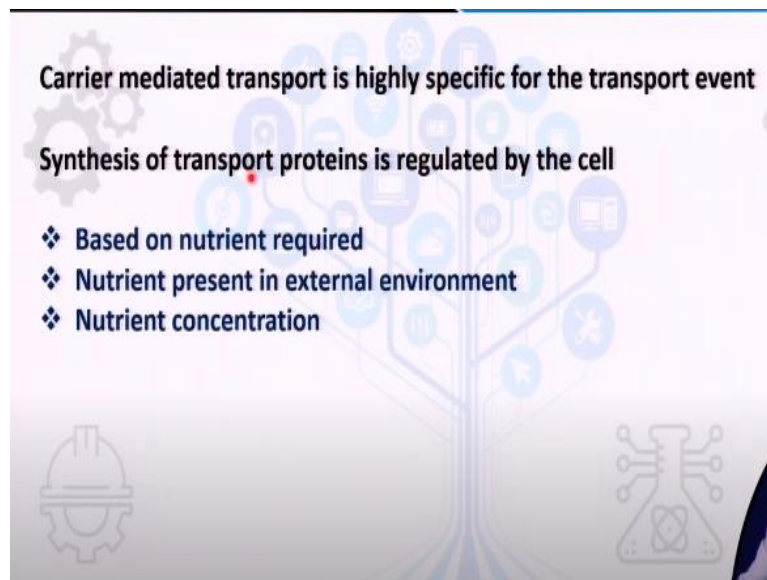 Carrier mediated transport is highly specific for the transport event
Synthesis of transport proteins is regulated by the cell
❖ Based on nutrient required
❖ Nutrient present in external environment
❖ Nutrient concentration